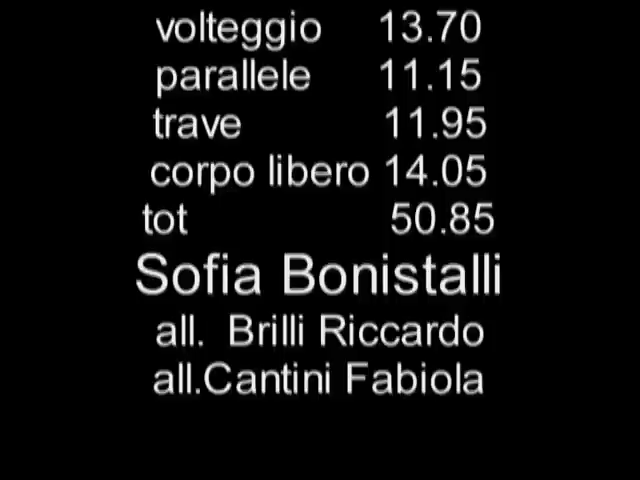 volteggio 13.70
parallele 11.15
trave 11.95
corpo libero 14.05
tot 50.85
Sofia Bonistalli
all. Brilli Riccardo
all.Cantini Fabiola